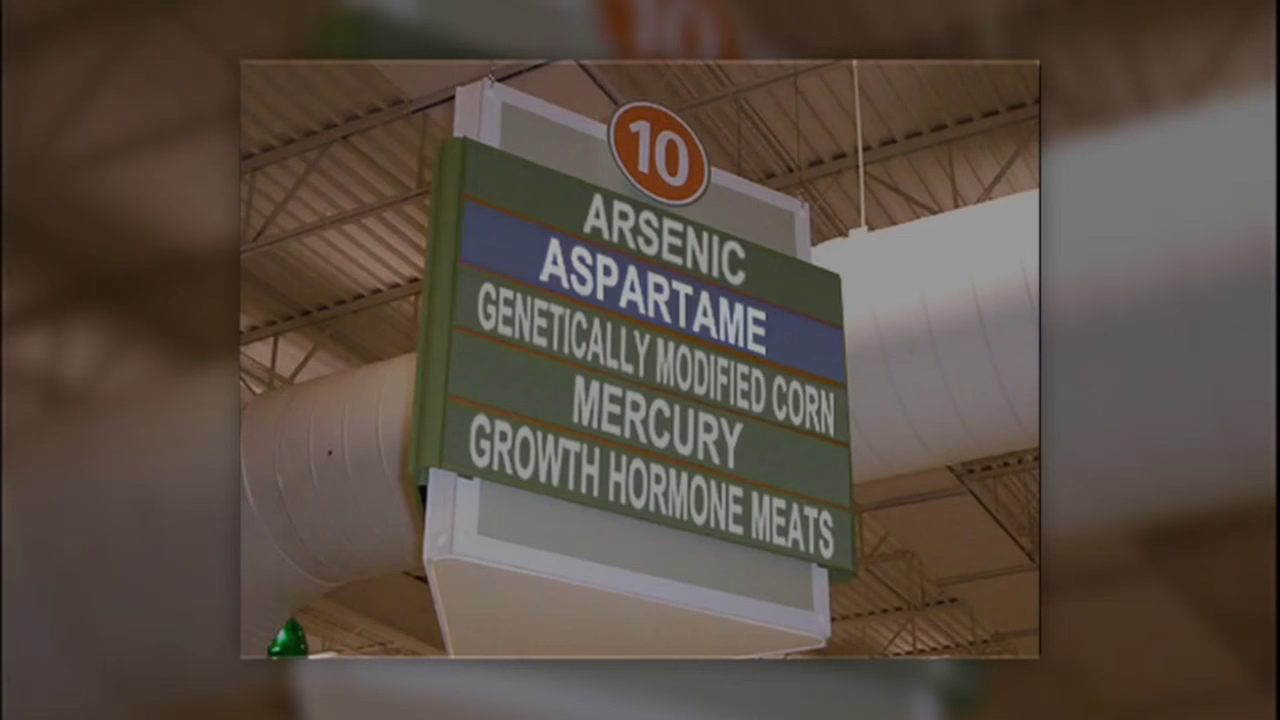 10
ARSENIC
ASPARTAME
GENETICALLY MODIFIED CORN
MERCURY
GROWTH HORMONE MEATS